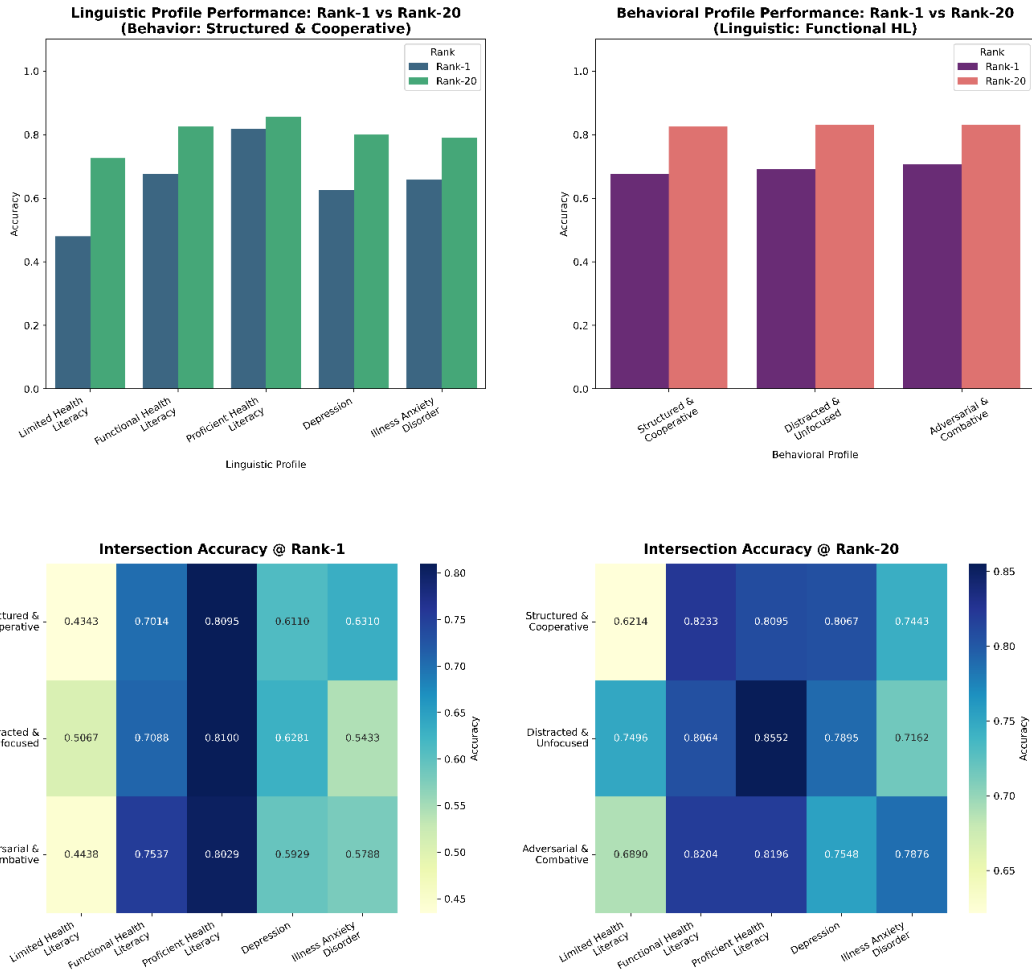 Linguistic Profile Performance: Rank-1 vs Rank-20
(Behavior: Structured & Cooperative)
Rank
Rank-1
Rank-20
1.0
0.8
0.6
0.4
0.2
0.0
Accuracy
Limited Health
Literacy
Functional Health
Literacy
Proficient Health
Literacy
Depression
Illness Anxiety
Disorder
Linguistic Profile
Behavioral Profile Performance: Rank-1 vs Rank-20
(Linguistic: Functional HL)
Rank
Rank-1
Rank-20
1.0
0.8
0.6
0.4
0.2
0.0
Accuracy
Structured &
Cooperative
Distracted &
Unfocused
Adversarial &
Combative
Behavioral Profile
Intersection Accuracy @ Rank-1
tured &
perative
0.4343 0.7014 0.8095 0.6110 0.6310
racted &
focused
0.5067 0.7088 0.8100 0.6281 0.5433
rsarial &
mbative
0.4438 0.7537 0.8029 0.5929 0.5788
Limited Health
Literacy
Functional Health
Literacy
Proficient Health
Literacy
Depression
Illness Anxiety
Disorder
0.80
0.75
0.70
0.65
0.60
0.55
0.50
0.45
Accuracy
Intersection Accuracy @ Rank-20
Structured &
Cooperative
0.6214 0.8233 0.8095 0.8067 0.7443
Distracted &
Unfocused
0.7496 0.8064 0.8552 0.7895 0.7162
Adversarial &
Combative
0.6890 0.8204 0.8196 0.7548 0.7876
Limited Health
Literacy
Functional Health
Literacy
Proficient Health
Literacy
Depression
Illness Anxiety
Disorder
0.85
0.80
0.75
0.70
0.65
Accuracy